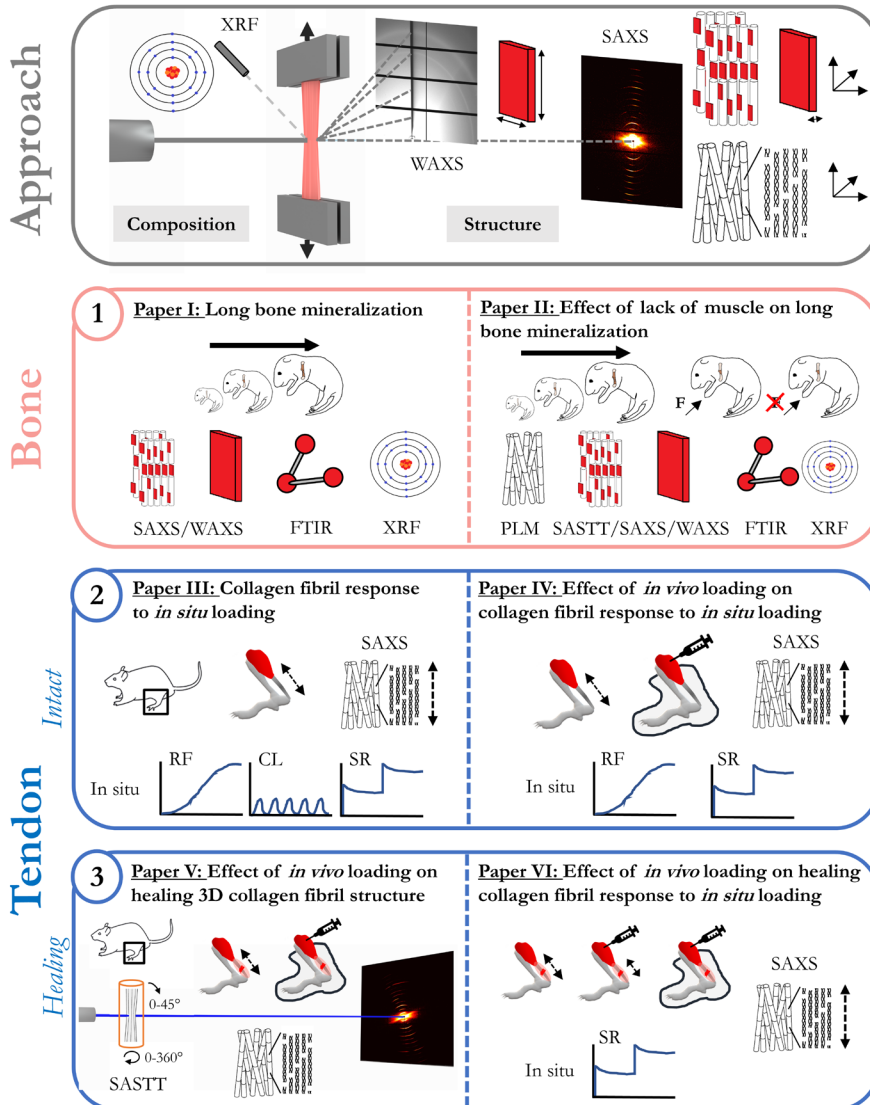 Approach
XRF
SAXS
WAXS
Composition
Structure
Bone
1
Paper I: Long bone mineralization
SAXS/WAXS
FTIR
XRF
Paper II: Effect of lack of muscle on long
bone mineralization
F
F
PLM
SASTT/SAXS/WAXS
FTIR
XRF
Tendon
Intact
2
Paper III: Collagen fibril response
to in situ loading
SAXS
In situ
RF
CL
SR
Paper IV: Effect of in vivo loading on
collagen fibril response to in situ loading
SAXS
In situ
RF
SR
Healing
3
Paper V: Effect of in vivo loading on
healing 3D collagen fibril structure
0-45°
0-360°
SASTT
Paper VI: Effect of in vivo loading on healing
collagen fibril response to in situ loading
SAXS
In situ
SR